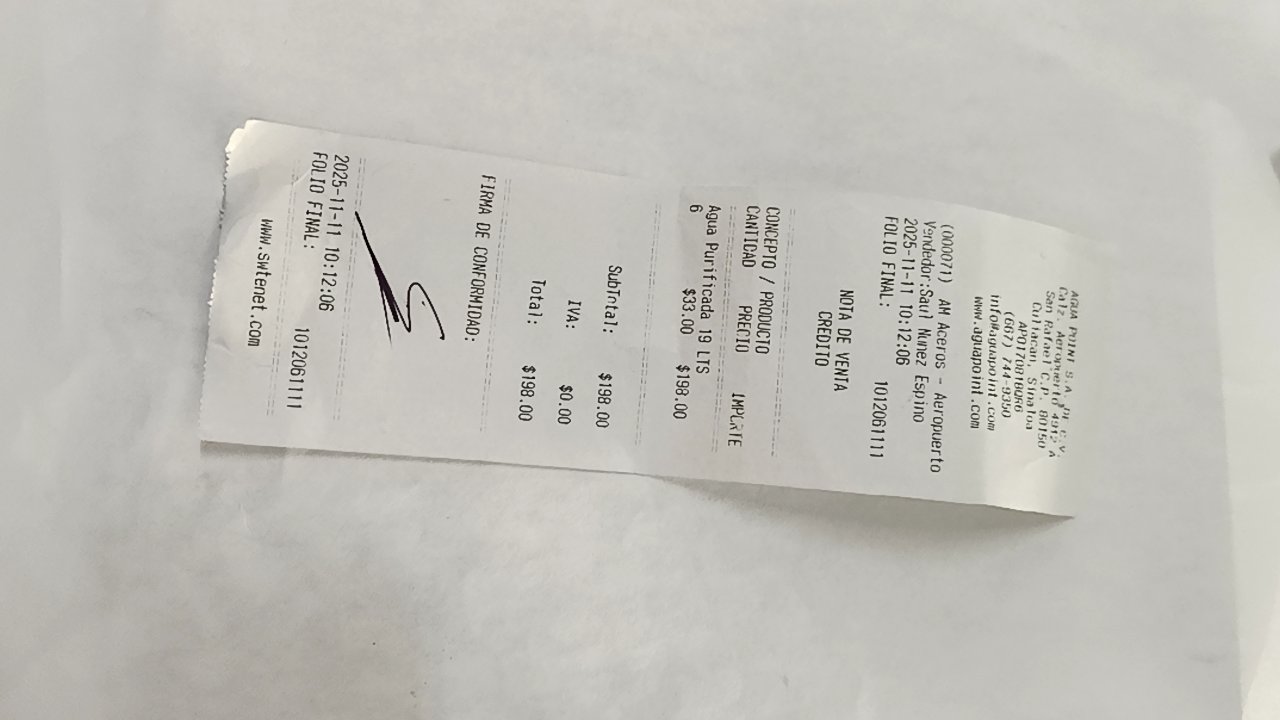 AGUA POINT S.A. DE C.V.
Calz. Aeropuerto 4912 A
San Rafael C.P. 80150
Culiacan, Sinaloa
(667) 744-9300
info@aguapoint.com
www.aguapoint.com
(000071) AM Aceros - Aeropuerto
Vendedor:Saul Nunez Espino
2025-11-11 10:12:06
FOLIO FINAL: 1012061111
NOTA DE VENTA
CREDITO
CONCEPTO / PRODUCTO
CANTIDAD PRECIO IMPORTE
Agua Purificada 19 LTS
6 $33.00 $198.00
SubTotal: $198.00
IVA: $0.00
Total: $198.00
FIRMA DE CONFORMIDAD:
2025-11-11 10:12:06
FOLIO FINAL: 1012061111
www.swtenet.com